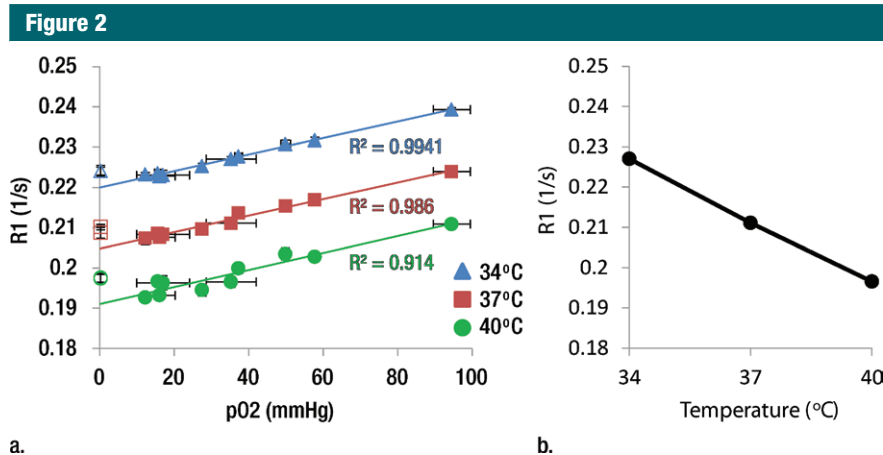 Figure 2
0.25
0.24
0.23
0.22
0.21
0.2
0.19
0.18
R1 (1/s)
R² = 0.9941
R² = 0.986
R² = 0.914
34°C
37°C
40°C
0 20 40 60 80 100
pO2 (mmHg)
a.
0.25
0.24
0.23
0.22
0.21
0.2
0.19
0.18
R1 (1/s)
34 37 40
Temperature (°C)
b.